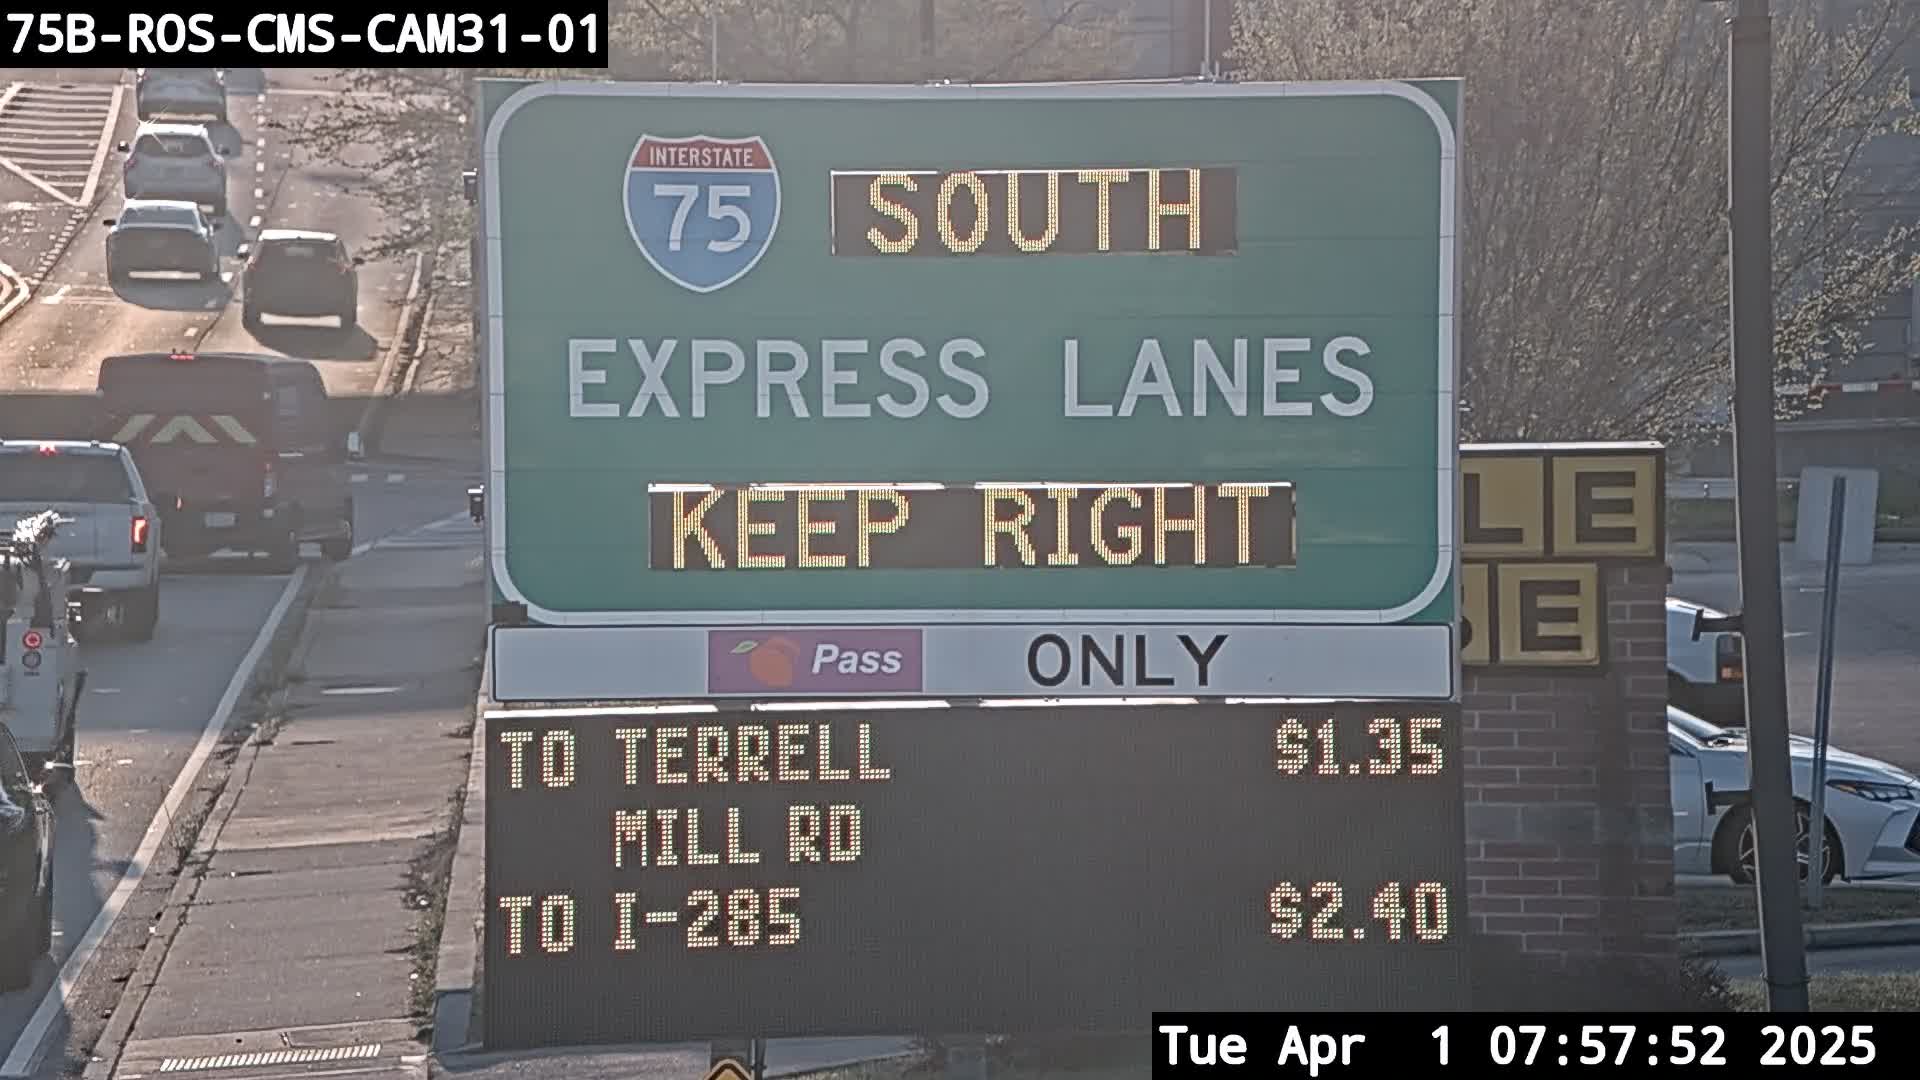 75B-ROS-CMS-CAM31-01
INTERSTATE
75
SOUTH
EXPRESS LANES
KEEP RIGHT
LE
E
Pass ONLY
TO TERRELL $1.35
MILL RD
TO I-285 $2.40
Tue Apr 1 07:57:52 2025